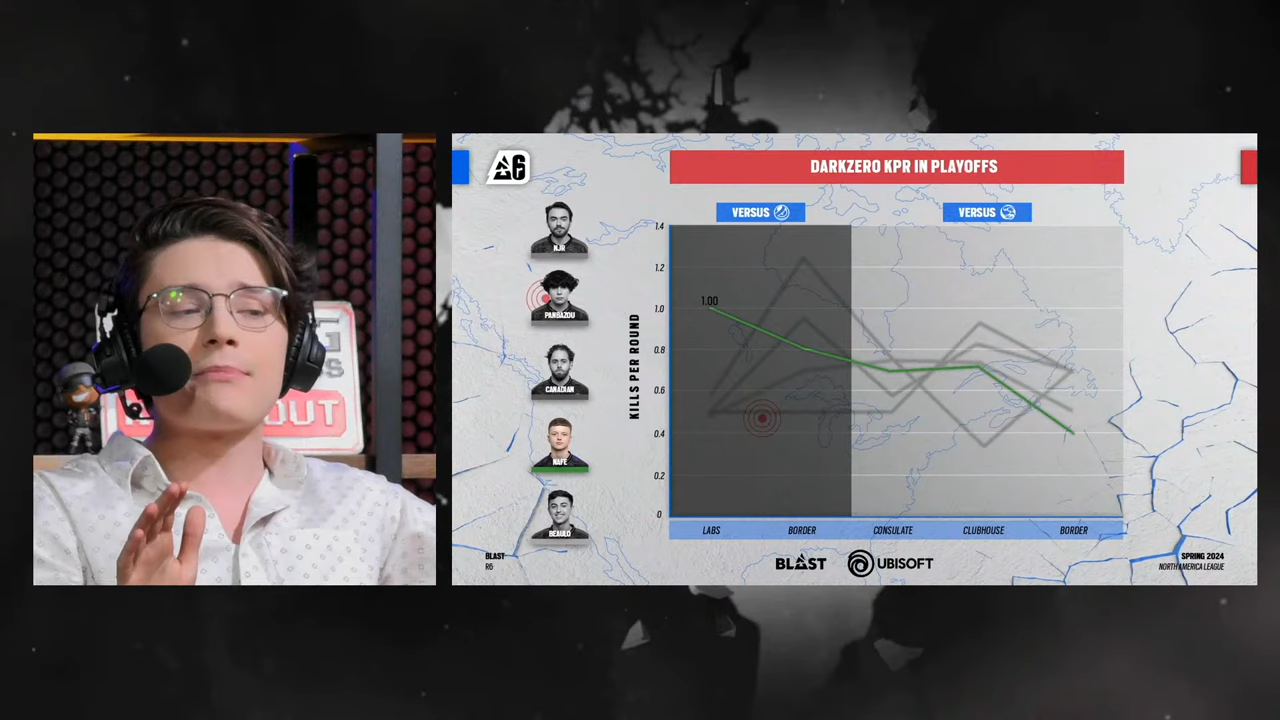 DARKZERO KPR IN PLAYOFFS
VERSUS
VERSUS
NJR
PANBAZOU
CANADIAN
NAFE
BEAULO
KILLS PER ROUND
1.4
1.2
1.0
0.8
0.6
0.4
0.2
0
1.00
LABS
BORDER
CONSULATE
CLUBHOUSE
BORDER
BLAST
R6
BLAST
UBISOFT
SPRING 2024
NORTH AMERICA LEAGUE
OUT